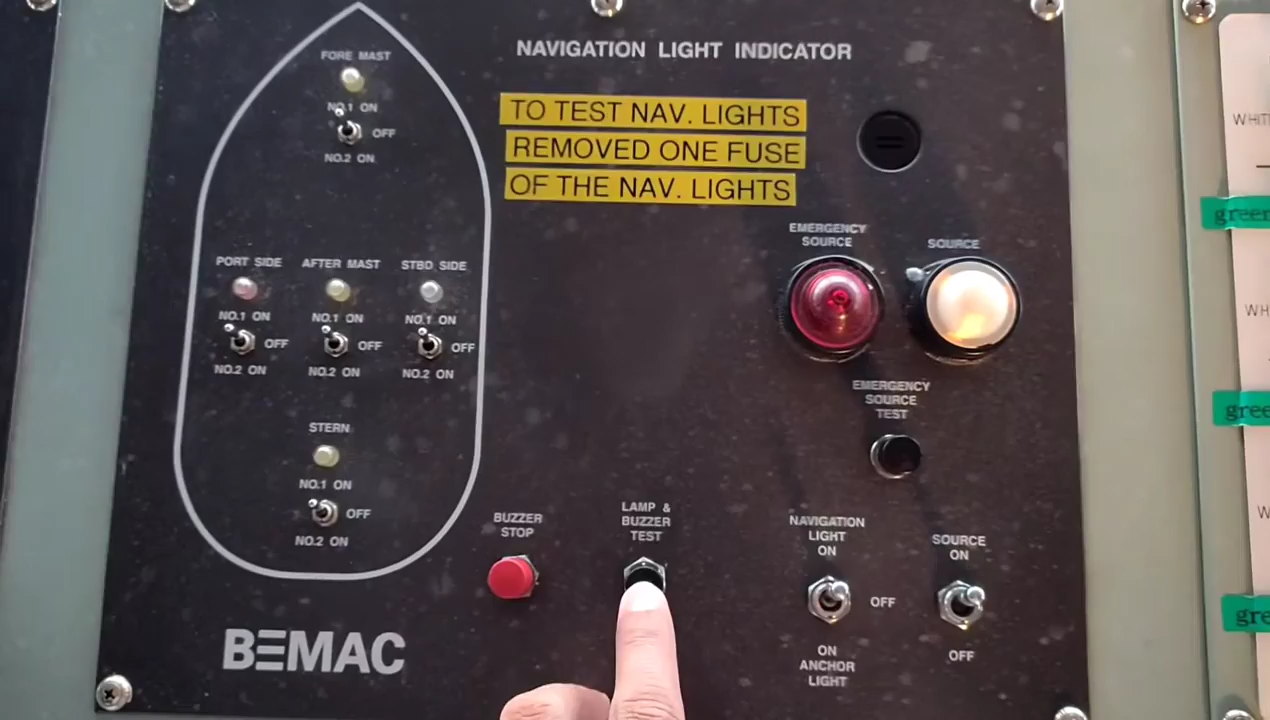 NAVIGATION LIGHT INDICATOR
TO TEST NAV. LIGHTS
REMOVED ONE FUSE
OF THE NAV. LIGHTS
FORE MAST
NO.1 ON
OFF
NO.2 ON
PORT SIDE
NO.1 ON
OFF
NO.2 ON
AFTER MAST
NO.1 ON
OFF
NO.2 ON
STBD SIDE
NO.1 ON
OFF
NO.2 ON
STERN
NO.1 ON
OFF
NO.2 ON
EMERGENCY
SOURCE
SOURCE
EMERGENCY
SOURCE
TEST
BUZZER
STOP
LAMP &
BUZZER
TEST
NAVIGATION
LIGHT
ON
OFF
ON
ANCHOR
LIGHT
SOURCE
ON
OFF
BEMAC
green